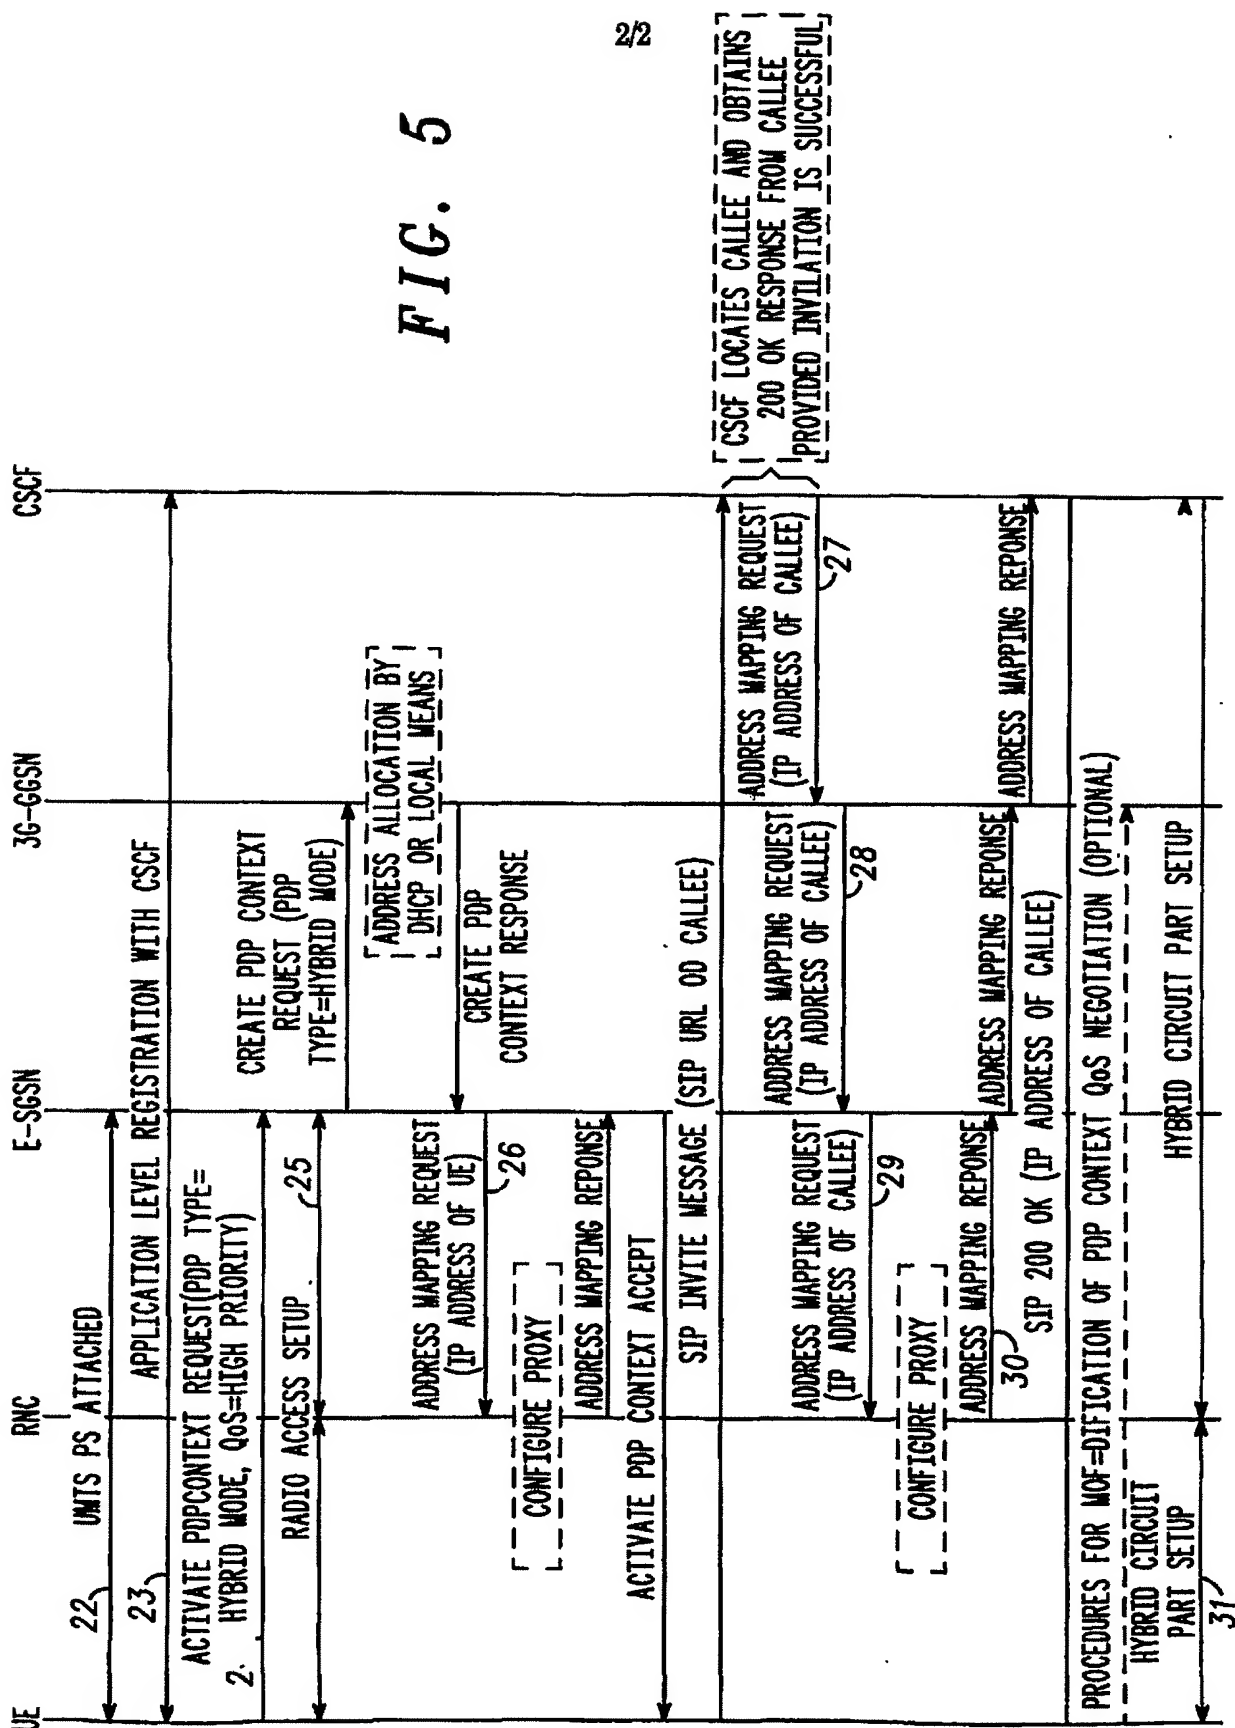 2/2
FIG. 5
UE
RNC
E-SGSN
3G-GGSN
CSCF
22
UMTS PS ATTACHED
23
APPLICATION LEVEL REGISTRATION WITH CSCF
ACTIVATE PDPCONTEXT REQUEST(PDP TYPE=
2. HYBRID MODE, QoS=HIGH PRIORITY)
CREATE PDP CONTEXT
REQUEST (PDP
TYPE=HYBRID MODE)
RADIO ACCESS SETUP
25
ADDRESS ALLOCATION BY
DHCP OR LOCAL MEANS
ADDRESS MAPPING REQUEST
(IP ADDRESS OF UE)
26
CREATE PDP
CONTEXT RESPONSE
CONFIGURE PROXY
ADDRESS MAPPING REPONSE
ACTIVATE PDP CONTEXT ACCEPT
SIP INVITE MESSAGE (SIP URL OD CALLEE)
CSCF LOCATES CALLEE AND OBTAINS
200 OK RESPONSE FROM CALLEE
PROVIDED INVILATION IS SUCCESSFUL
ADDRESS MAPPING REQUEST
(IP ADDRESS OF CALLEE)
27
ADDRESS MAPPING REQUEST
(IP ADDRESS OF CALLEE)
28
ADDRESS MAPPING REQUEST
(IP ADDRESS OF CALLEE)
29
CONFIGURE PROXY
ADDRESS MAPPING REPONSE
30
ADDRESS MAPPING REPONSE
ADDRESS MAPPING REPONSE
SIP 200 OK (IP ADDRESS OF CALLEE)
PROCEDURES FOR MOF=DIFICATION OF PDP CONTEXT QoS NEGOTIATION (OPTIONAL)
HYBRID CIRCUIT
PART SETUP
31
HYBRID CIRCUIT PART SETUP